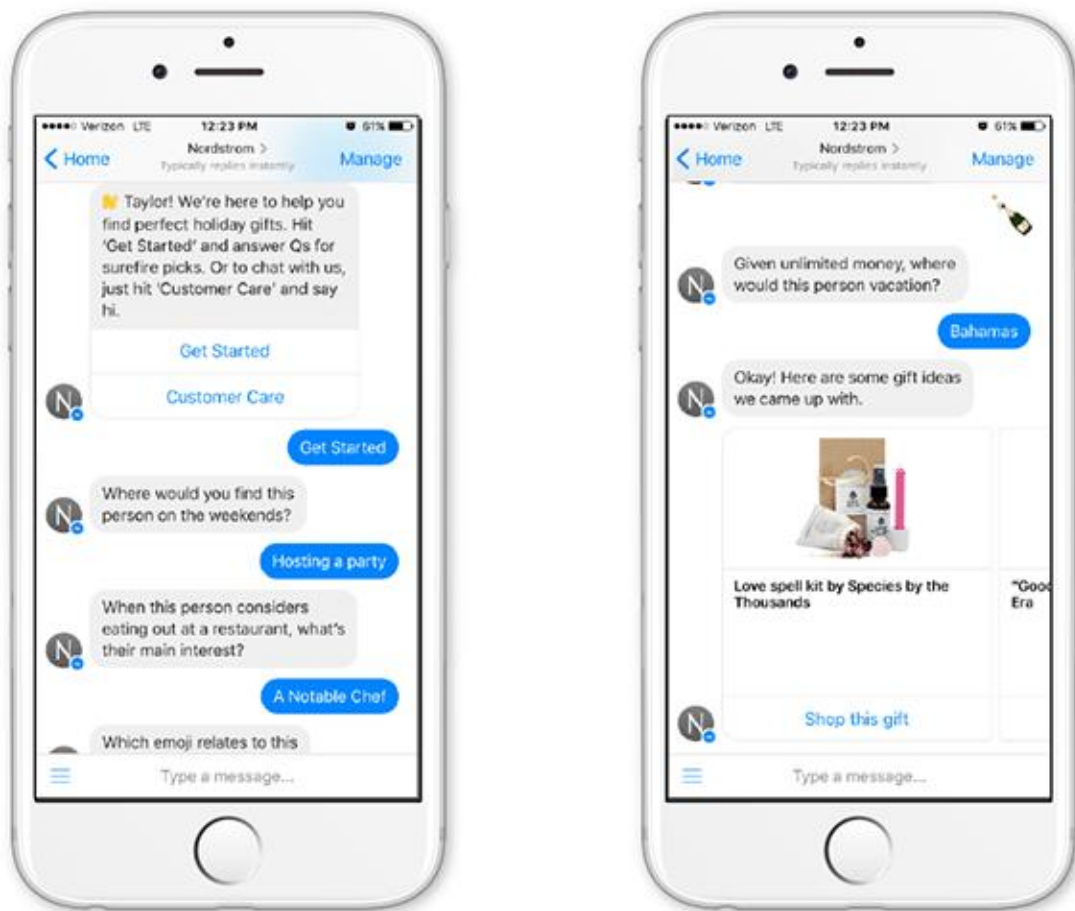 Verizon LTE 12:23 PM 61%
Home
Nordstrom >
Manage
Typically replies instantly
Taylor! We're here to help you
find perfect holiday gifts. Hit
'Get Started' and answer Qs for
surefire picks. Or to chat with us,
just hit 'Customer Care' and say
hi.
Get Started
Customer Care
N
Get Started
Where would you find this
person on the weekends?
N
Hosting a party
When this person considers
eating out at a restaurant, what's
their main interest?
N
A Notable Chef
Which emoji relates to this
Type a message...
Verizon LTE 12:23 PM 61%
Home
Nordstrom >
Manage
Typically replies instantly
Given unlimited money, where
would this person vacation?
N
Bahamas
Okay! Here are some gift ideas
we came up with.
N
Love spell kit by Species by the
Thousands
"Good
Era
Shop this gift
N
Type a message...